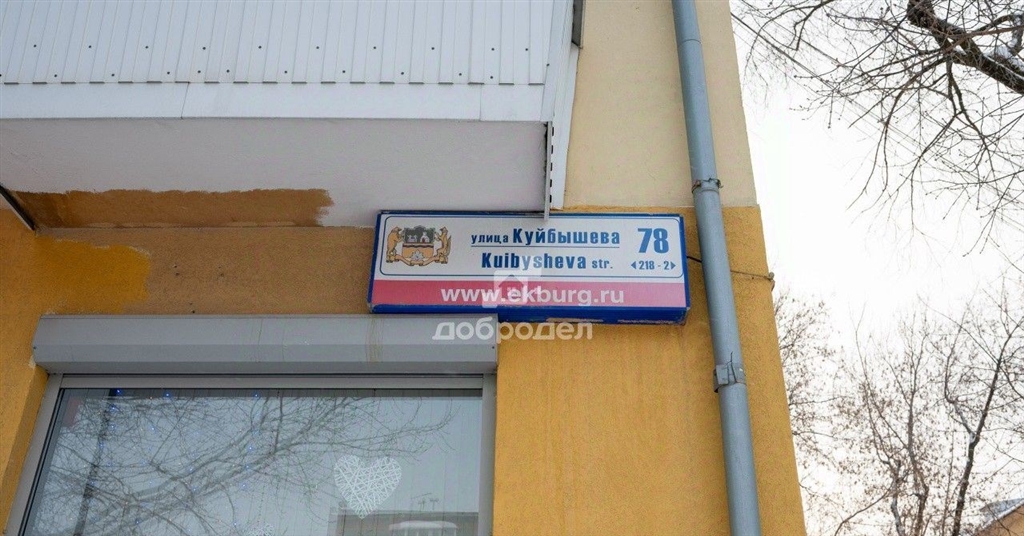 улица Куйбышева 78
Kuibysheva str. ◂218 - 2▸
www.ekburg.ru
добродел